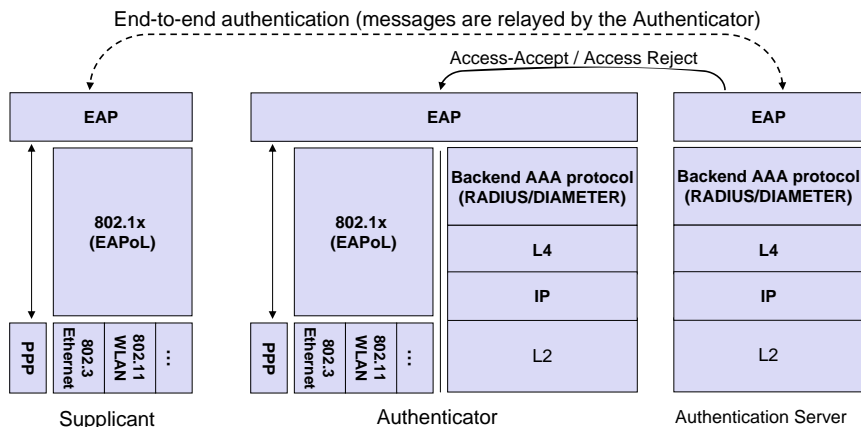 End-to-end authentication (messages are relayed by the Authenticator)
Access-Accept / Access Reject
EAP
EAP
EAP
802.1x
(EAPoL)
802.1x
(EAPoL)
Backend AAA protocol
(RADIUS/DIAMETER)
Backend AAA protocol
(RADIUS/DIAMETER)
L4
L4
IP
IP
PPP
802.3
Ethernet
802.11
WLAN
...
PPP
802.3
Ethernet
802.11
WLAN
...
L2
L2
Supplicant
Authenticator
Authentication Server